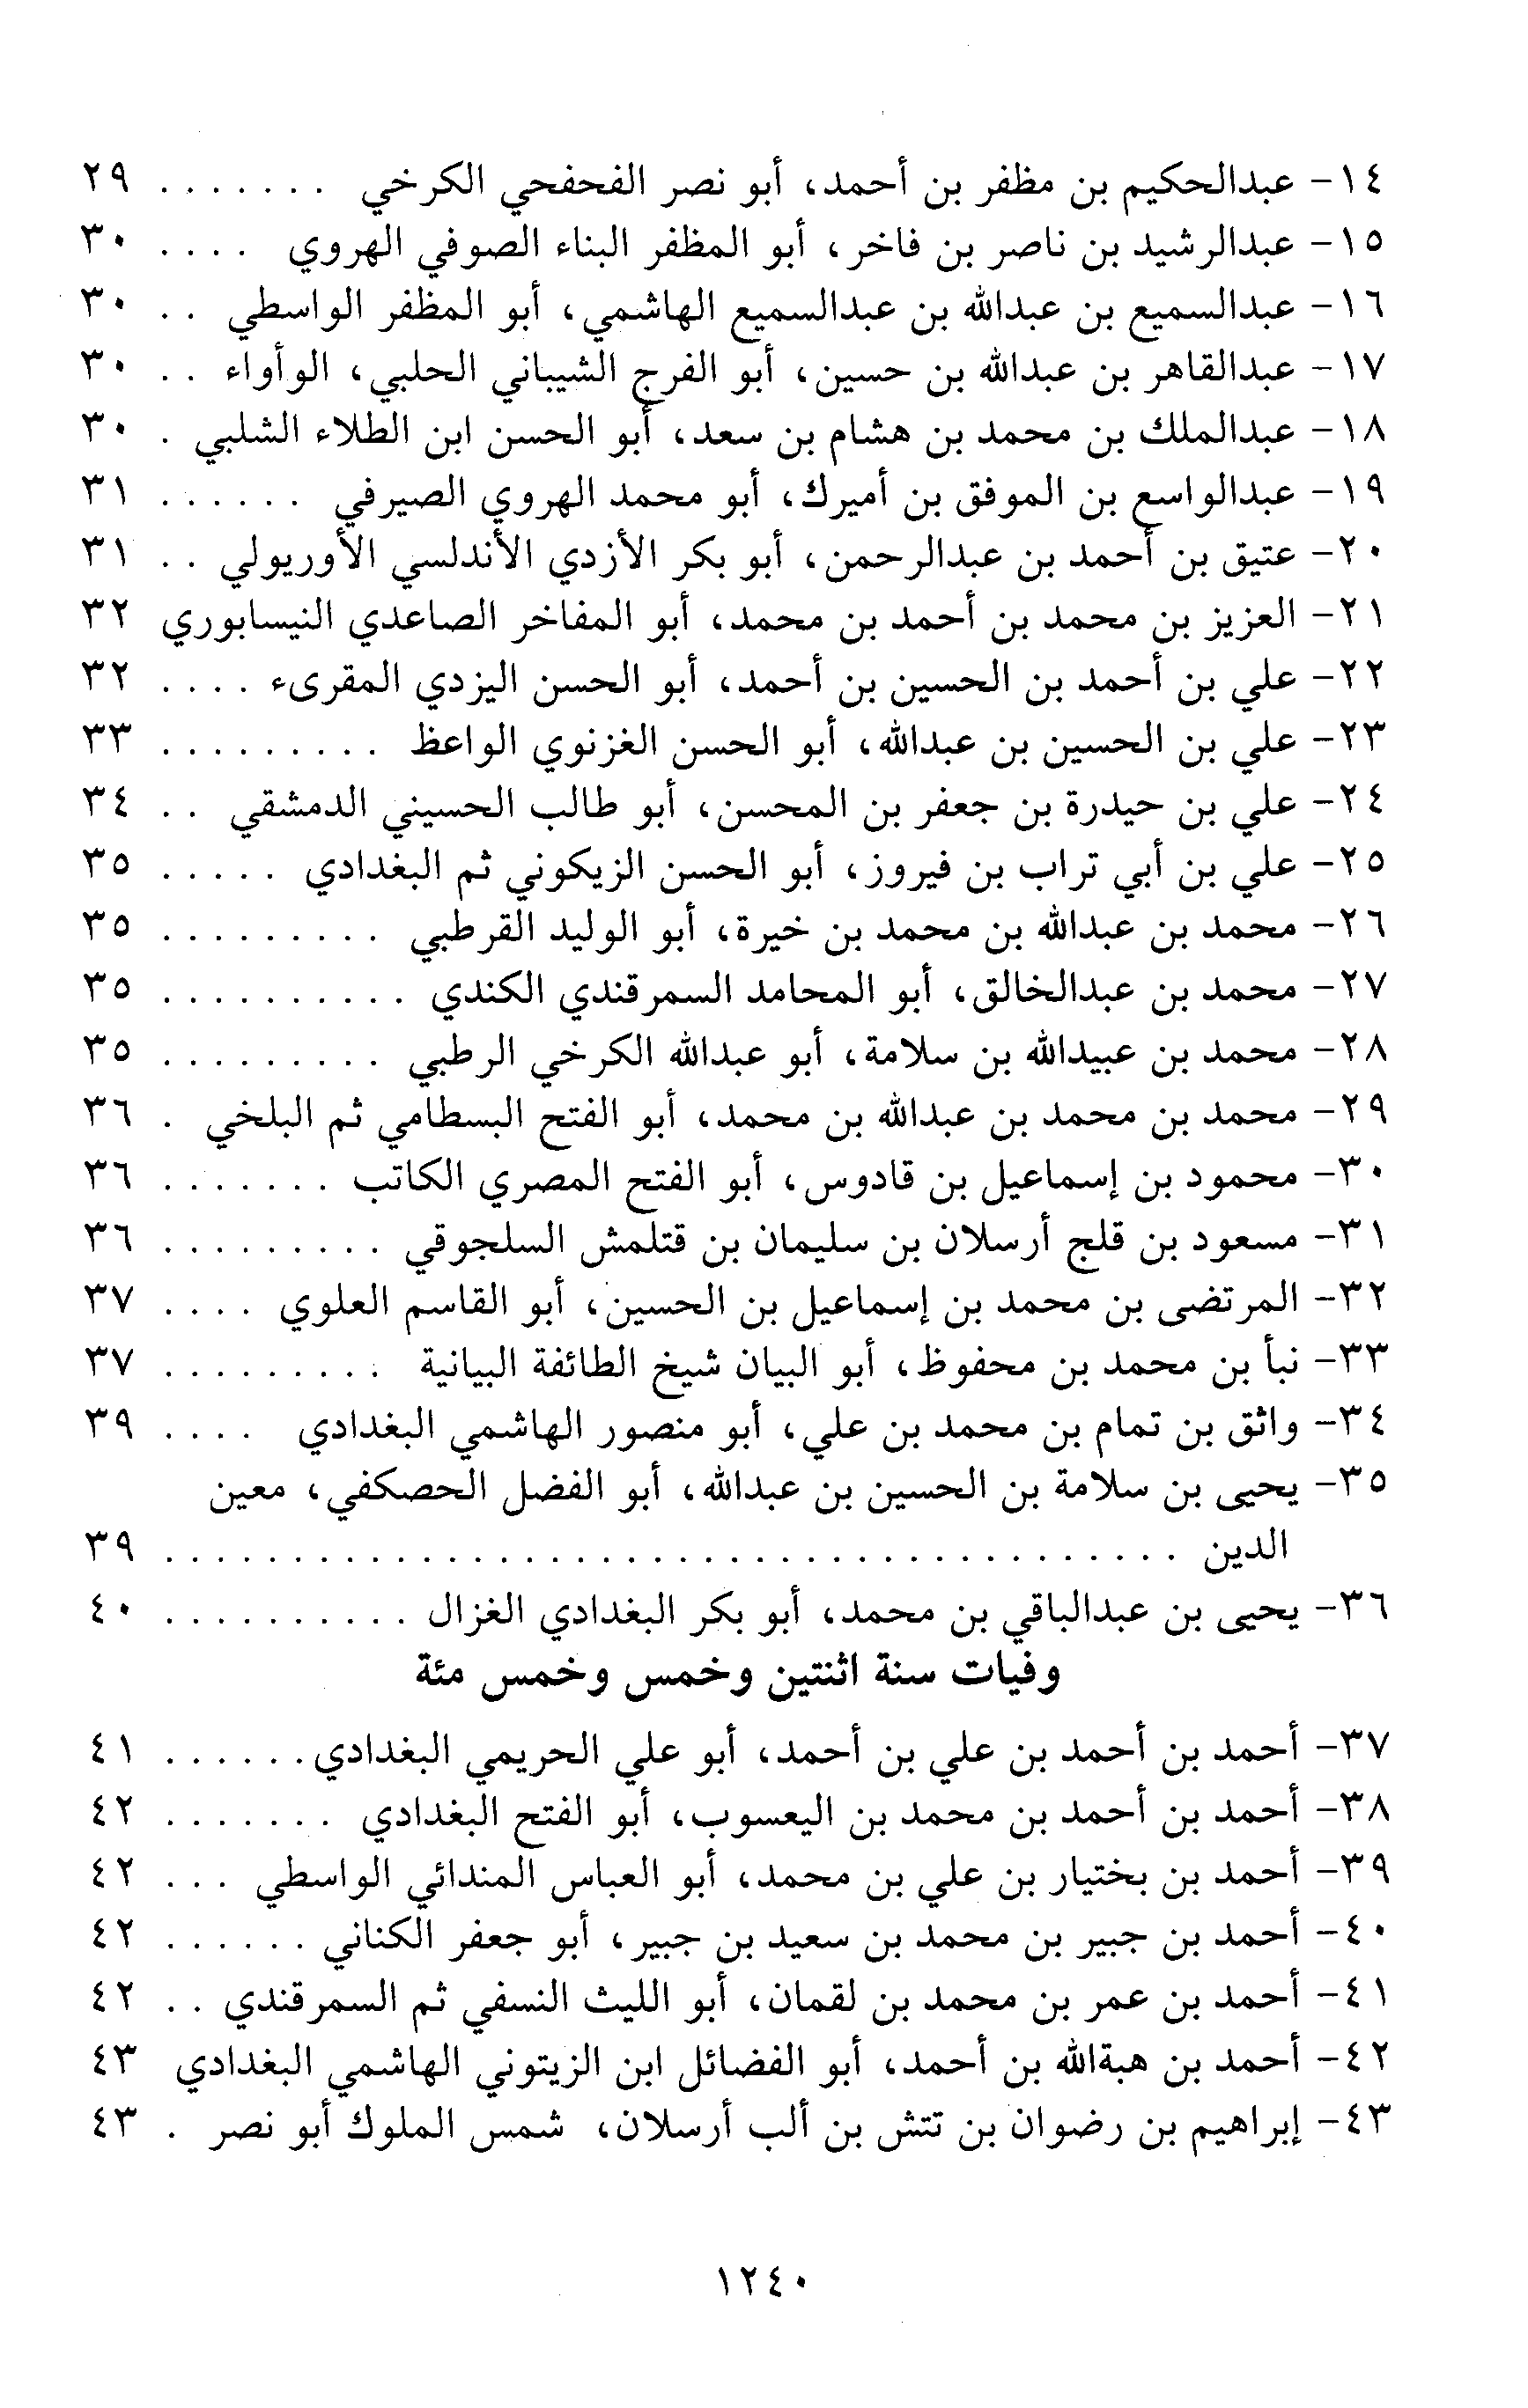 ١٤- عبدالحكيم بن مظفر بن أحمد، أبو نصر الفحفحي الكرخي . . . . . . . ٢٩
١٥- عبدالرشيد بن ناصر بن فاخر، أبو المظفر البناء الصوفي الهروي . . . . ٣٠
١٦- عبدالسميع بن عبدالله بن عبدالسميع الهاشمي، أبو المظفر الواسطي . . ٣٠
١٧- عبدالقاهر بن عبدالله بن حسين، أبو الفرج الشيباني الحلبي، الوأواء . . ٣٠
١٨- عبدالملك بن محمد بن هشام بن سعد، أبو الحسن ابن الطلاء الشلبي . ٣٠
١٩- عبدالواسع بن الموفق بن أميرك، أبو محمد الهروي الصيرفي . . . . . . ٣١
٢٠- عتيق بن أحمد بن عبدالرحمن، أبو بكر الأزدي الأندلسي الأوريولي . . ٣١
٢١- العزيز بن محمد بن أحمد بن محمد، أبو المفاخر الصاعدي النيسابوري ٣٢
٢٢- علي بن أحمد بن الحسين بن أحمد، أبو الحسن اليزدي المقرىء . . . . ٣٢
٢٣- علي بن الحسين بن عبدالله، أبو الحسن الغزنوي الواعظ . . . . . . . . . ٣٣
٢٤- علي بن حيدرة بن جعفر بن المحسن، أبو طالب الحسيني الدمشقي . . ٣٤
٢٥- علي بن أبي تراب بن فيروز، أبو الحسن الزيكوني ثم البغدادي . . . . . ٣٥
٢٦- محمد بن عبدالله بن محمد بن خيرة، أبو الوليد القرطبي . . . . . . . . . ٣٥
٢٧- محمد بن عبدالخالق، أبو المحامد السمرقندي الكندي . . . . . . . . . . ٣٥
٢٨- محمد بن عبيدالله بن سلامة، أبو عبدالله الكرخي الرطبي . . . . . . . . . ٣٥
٢٩- محمد بن محمد بن عبدالله بن محمد، أبو الفتح البسطامي ثم البلخي . ٣٦
٣٠- محمود بن إسماعيل بن قادوس، أبو الفتح المصري الكاتب . . . . . . . ٣٦
٣١- مسعود بن قلج أرسلان بن سليمان بن قتلمش السلجوقي . . . . . . . . . ٣٦
٣٢- المرتضى بن محمد بن إسماعيل بن الحسين، أبو القاسم العلوي . . . . ٣٧
٣٣- نبأ بن محمد بن محفوظ، أبو البيان شيخ الطائفة البيانية . . . . . . . . . ٣٧
٣٤- واثق بن تمام بن محمد بن علي، أبو منصور الهاشمي البغدادي . . . . ٣٩
٣٥- يحيى بن سلامة بن الحسين بن عبدالله، أبو الفضل الحصكفي، معين
الدين . . . . . . . . . . . . . . . . . . . . . . . . . . . . . . . . . . . . . . . . ٣٩
٣٦- يحيى بن عبدالباقي بن محمد، أبو بكر البغدادي الغزال . . . . . . . . . . ٤٠
وفيات سنة اثنتين وخمس وخمس مئة
٣٧- أحمد بن أحمد بن علي بن أحمد، أبو علي الحريمي البغدادي . . . . . . ٤١
٣٨- أحمد بن أحمد بن محمد بن اليعسوب، أبو الفتح البغدادي . . . . . . . ٤٢
٣٩- أحمد بن بختيار بن علي بن محمد، أبو العباس المندائي الواسطي . . . ٤٢
٤٠- أحمد بن جبير بن محمد بن سعيد بن جبير، أبو جعفر الكناني . . . . . . ٤٢
٤١- أحمد بن عمر بن محمد بن لقمان، أبو الليث النسفي ثم السمرقندي . . ٤٢
٤٢- أحمد بن هبةالله بن أحمد، أبو الفضائل ابن الزيتوني الهاشمي البغدادي ٤٣
٤٣- إبراهيم بن رضوان بن تتش بن ألب أرسلان، شمس الملوك أبو نصر . ٤٣
١٢٤٠